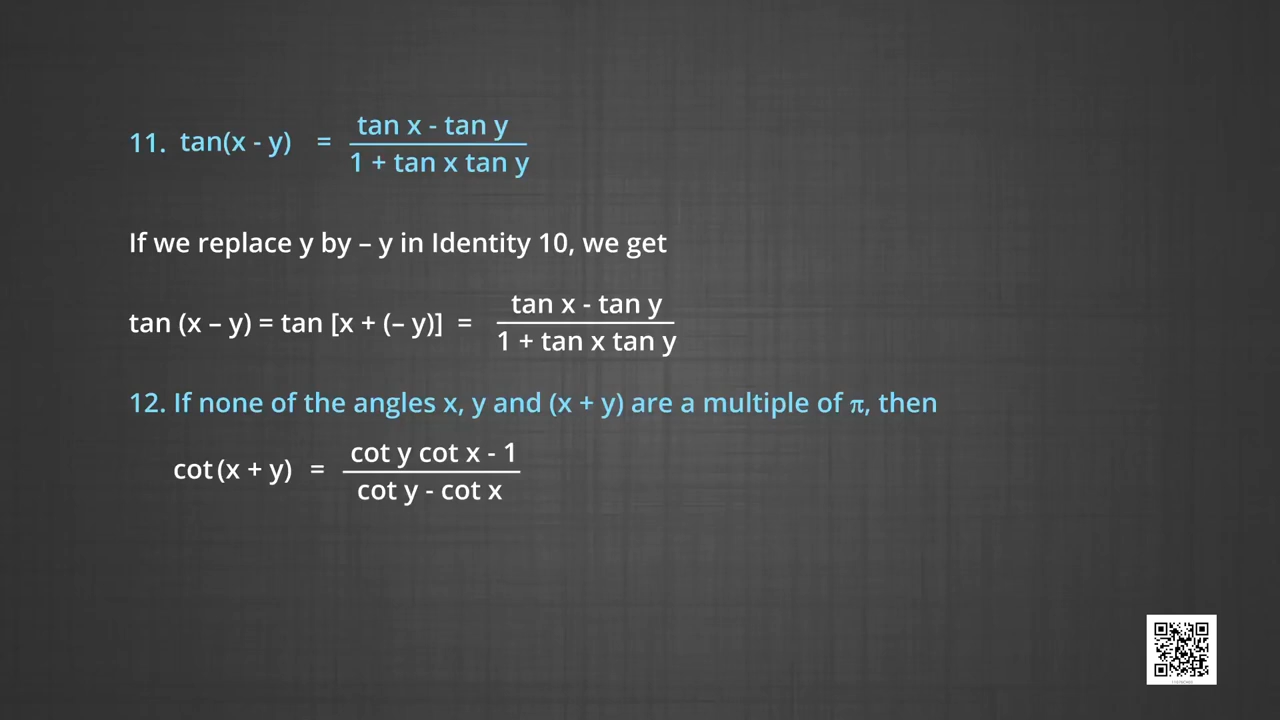 11. tan(x - y) = tan x - tan y / 1 + tan x tan y
If we replace y by – y in Identity 10, we get
tan (x – y) = tan [x + (– y)] = tan x - tan y / 1 + tan x tan y
12. If none of the angles x, y and (x + y) are a multiple of π, then
cot (x + y) = cot y cot x - 1 / cot y - cot x